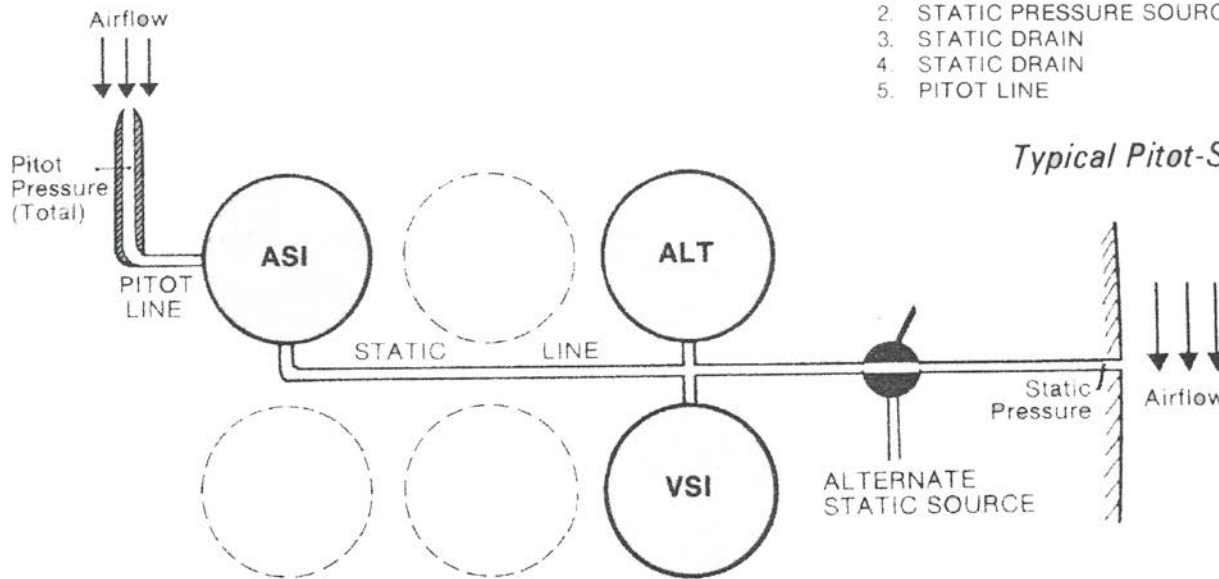 Airflow
2. STATIC PRESSURE SOURC
3. STATIC DRAIN
4. STATIC DRAIN
5. PITOT LINE
Typical Pitot-S
Pitot
Pressure
(Total)
ASI
ALT
PITOT
LINE
STATIC LINE
Static
Pressure
Airflow
VSI
ALTERNATE
STATIC SOURCE